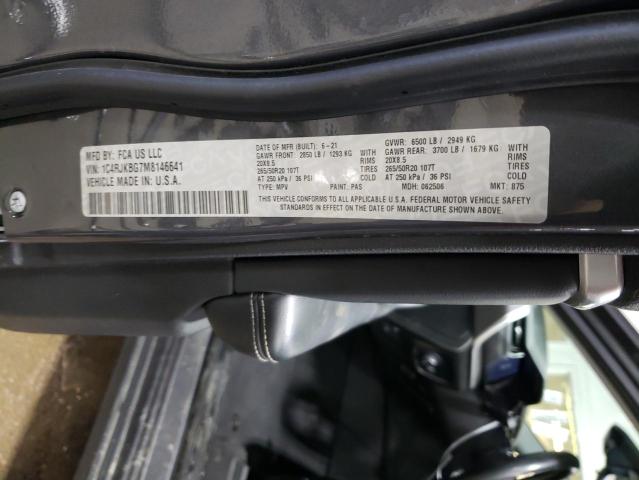 MFD BY: FCA US LLC
VIN: 1C4RJKBG7M8146641
VEHICLE MADE IN U.S.A.
DATE OF MFR (BUILT): 6-21
GAWR FRONT: 2850 LB / 1293 KG WITH
20X8.5 RIMS
265/50R20 107T TIRES
AT 250 kPa / 36 PSI COLD
TYPE: MPV PAINT: PAS
GVWR: 6500 LB / 2949 KG
GAWR REAR: 3700 LB / 1679 KG WITH
20X8.5 RIMS
265/50R20 107T TIRES
AT 250 kPa / 36 PSI COLD
MDH: 062506 MKT: 875
THIS VEHICLE CONFORMS TO ALL APPLICABLE U.S.A. FEDERAL MOTOR VEHICLE SAFETY
STANDARDS IN EFFECT ON THE DATE OF MANUFACTURE SHOWN ABOVE.